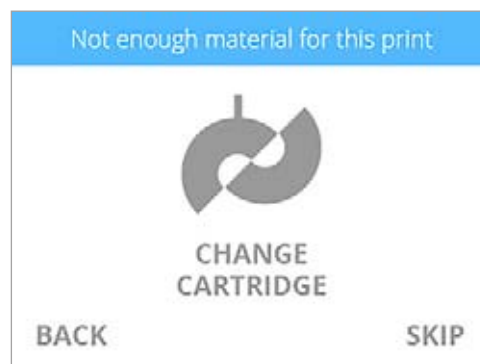 Not enough material for this print
CHANGE
CARTRIDGE
BACK
SKIP